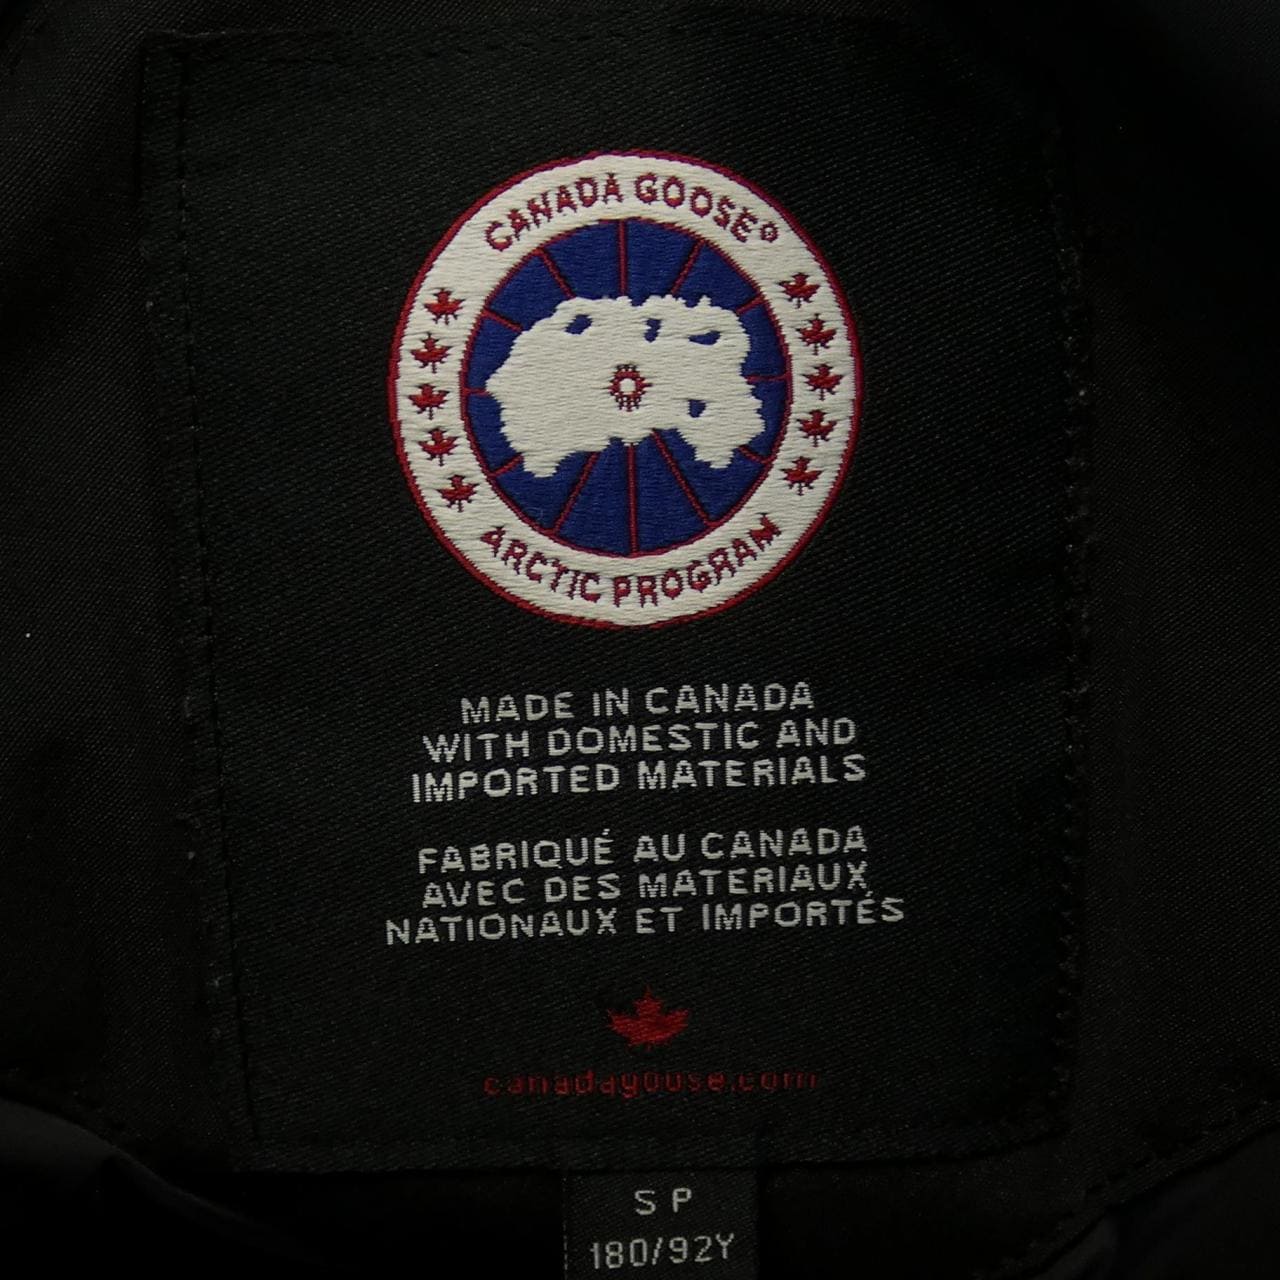 CANADA GOOSE®
ARCTIC PROGRAM
MADE IN CANADA
WITH DOMESTIC AND
IMPORTED MATERIALS
FABRIQUÉ AU CANADA
AVEC DES MATERIAUX
NATIONAUX ET IMPORTÉS
canadagouse.com
S P
180/92Y